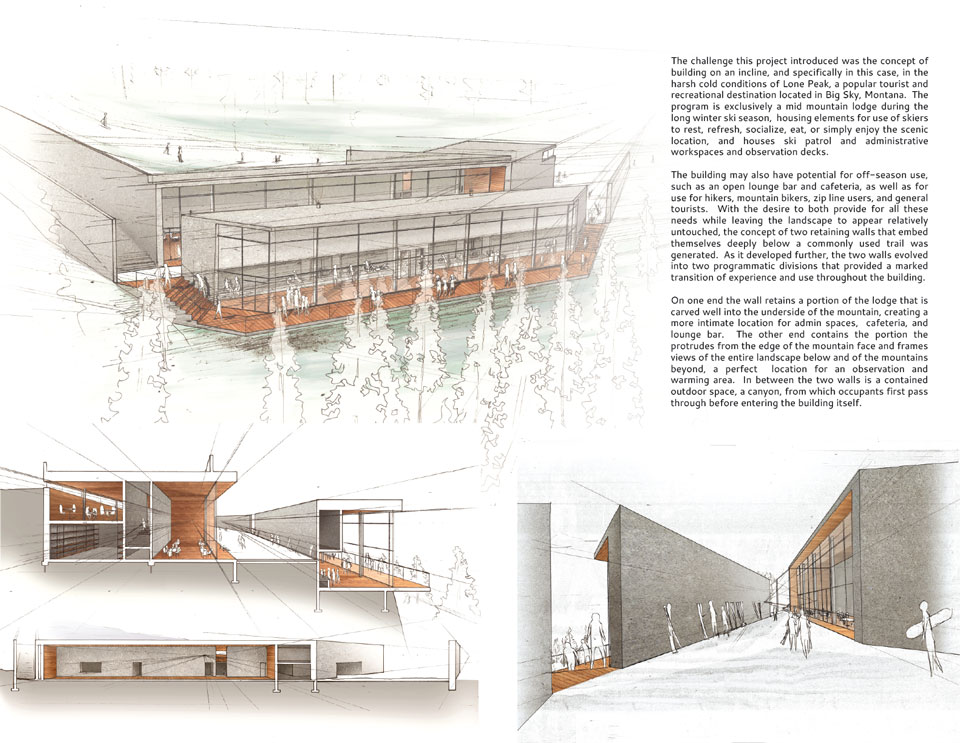 The challenge this project introduced was the concept of
building on an incline, and specifically in this case, in the
harsh cold conditions of Lone Peak, a popular tourist and
recreational destination located in Big Sky, Montana. The
program is exclusively a mid mountain lodge during the
long winter ski season, housing elements for use of skiers
to rest, refresh, socialize, eat, or simply enjoy the scenic
location, and houses ski patrol and administrative
workspaces and observation decks.
The building may also have potential for off-season use,
such as an open lounge bar and cafeteria, as well as for
use for hikers, mountain bikers, zip line users, and general
tourists. With the desire to both provide for all these
needs while leaving the landscape to appear relatively
untouched, the concept of two retaining walls that embed
themselves deeply below a commonly used trail was
generated. As it developed further, the two walls evolved
into two programmatic divisions that provided a marked
transition of experience and use throughout the building.
On one end the wall retains a portion of the lodge that is
carved well into the underside of the mountain, creating a
more intimate location for admin spaces, cafeteria, and
lounge bar. The other end contains the portion the
protrudes from the edge of the mountain face and frames
views of the entire landscape below and of the mountains
beyond, a perfect location for an observation and
warming area. In between the two walls is a contained
outdoor space, a canyon, from which occupants first pass
through before entering the building itself.